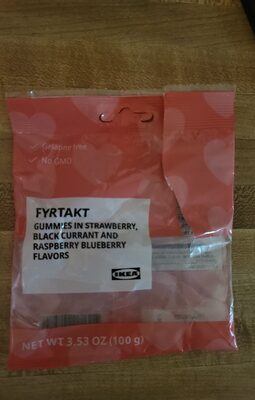 ✓ Gelatine free
✓ No GMO
FYRTAKT
GUMMIES IN STRAWBERRY,
BLACK CURRANT AND
RASPBERRY BLUEBERRY
FLAVORS
IKEA
NET WT 3.53 OZ (100 g)